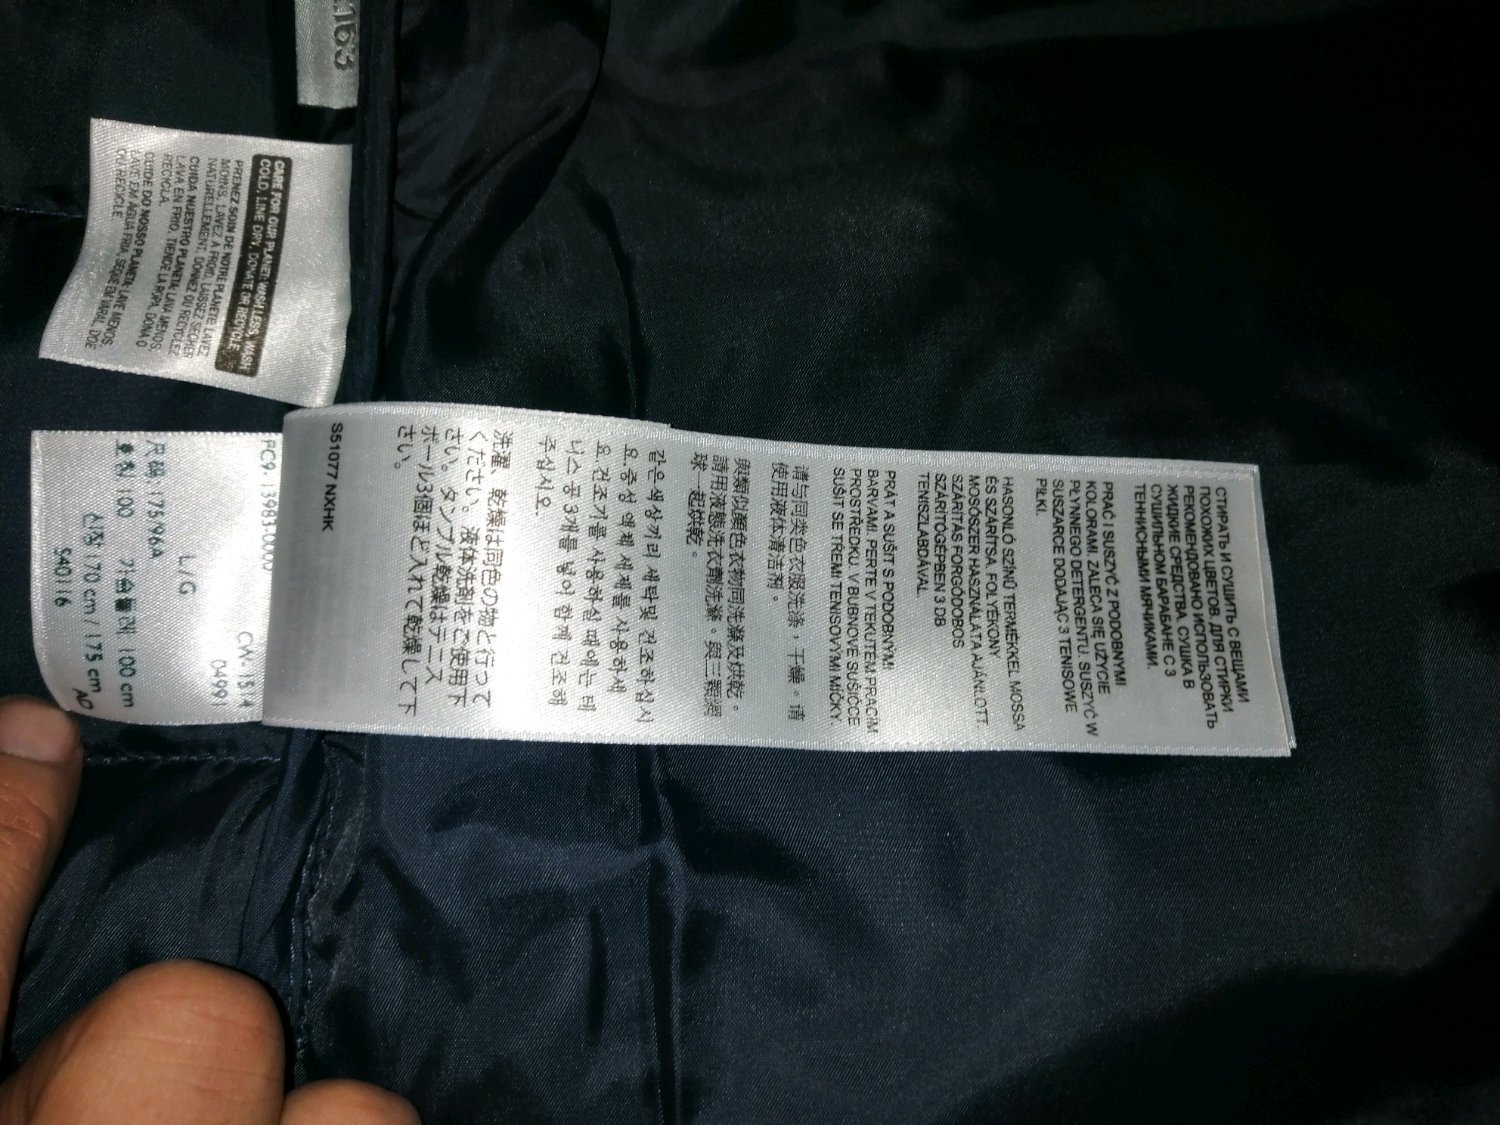 163
CARE FOR OUR PLANET: WASH LESS, WASH
COLD, LINE DRY, DONATE OR RECYCLE.
PRENEZ SOIN DE NOTRE PLANÈTE: LAVEZ
MOINS, LAVEZ À FROID, LAISSEZ SÉCHER
NATURELLEMENT, DONNEZ OU RECYCLEZ
CUIDA NUESTRO PLANETA: LAVA MENOS,
LAVA EN FRÍO, TIENDE LA ROPA, DONA O
RECYCLA.
CUIDE DO NOSSO PLANETA: LAVE MENOS,
LAVE EM ÁGUA FRIA, SEQUE EM VARAL, DOE
OU RECICLE.
PC9-13983-0000
CW-1514
04991
L/G
尺码 175/96A
호칭 100 가슴둘레 100 cm
신장 170 cm / 175 cm
S40116 AD
СТИРАТЬ И СУШИТЬ С ВЕЩАМИ
ПОХОЖИХ ЦВЕТОВ. ДЛЯ СТИРКИ
РЕКОМЕНДОВАНО ИСПОЛЬЗОВАТЬ
ЖИДКИЕ СРЕДСТВА. СУШКА В
СУШИЛЬНОМ БАРАБАНЕ С 3
ТЕННИСНЫМИ МЯЧИКАМИ.
PRAĆ I SUSZYĆ Z PODOBNYMI
KOLORAMI. ZALECA SIĘ UŻYCIE
PŁYNNEGO DETERGENTU. SUSZYĆ W
SUSZARCE DODAJĄC 3 TENISOWE
PIŁKI.
HASONLÓ SZÍNŰ TERMÉKKEL MOSSA
ÉS SZÁRÍTSA. FOLYÉKONY
MOSÓSZER HASZNÁLATA AJÁNLOTT.
SZÁRÍTÁS FORGÓDOBOS
SZÁRÍTÓGÉPBEN 3 DB
TENISZLABDÁVAL.
PRÁT A SUŠIT S PODOBNÝMI
BARVAMI. PERTE V TEKUTÉM PRACÍM
PROSTŘEDKU. V BUBNOVÉ SUŠIČCE
SUŠIT SE TŘEMI TENISOVÝMI MÍČKY.
请与同类色衣服洗涤，干燥。请
使用液体清洁剂。
與類似顏色衣物同洗滌及烘乾。
請用液態洗衣劑洗滌。與三顆網
球一起烘乾。
같은색상끼리 세탁및 건조하십시
요.중성 액체 세제를 사용하세
요 건조기를 사용하실 때에는 테
니스 공 3개를 넣어 함께 건조해
주십시오.
洗濯、乾燥は同色の物と行って
ください。液体洗剤をご使用下
さい。タンブル乾燥はテニス
ボール3個ほど入れて乾燥して下
さい。
S51077 NXHK